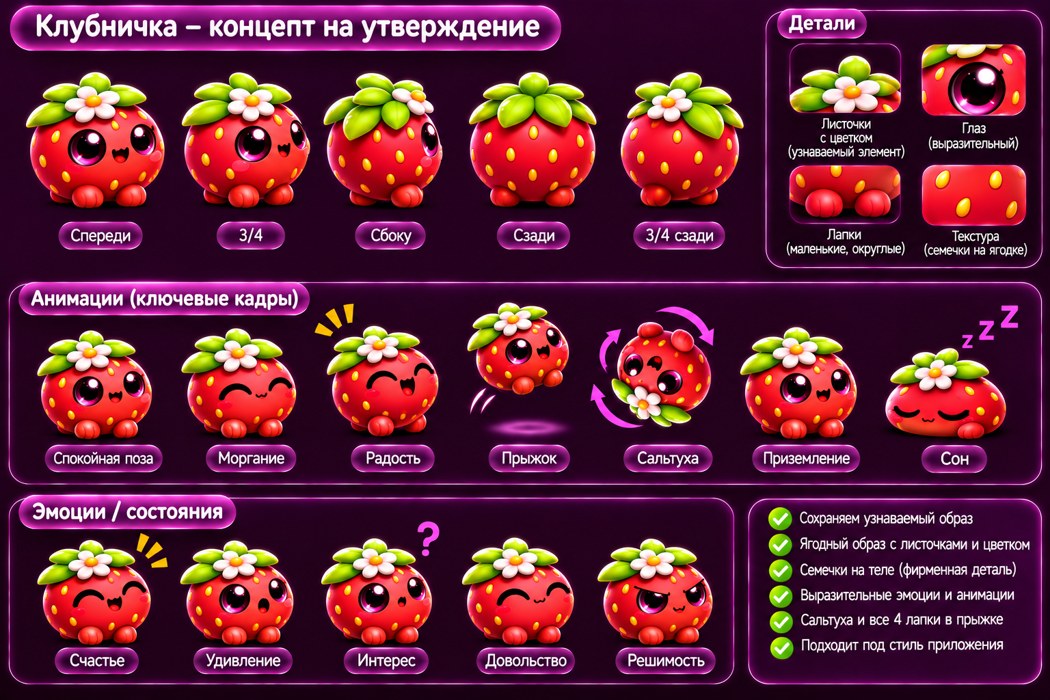 Клубничка – концепт на утверждение
Спереди
3/4
Сбоку
Сзади
3/4 сзади
Детали
Листочки
с цветком
(узнаваемый элемент)
Глаз
(выразительный)
Лапки
(маленькие, округлые)
Текстура
(семечки на ягодке)
Анимации (ключевые кадры)
Спокойная поза
Моргание
Радость
Прыжок
Сальтуха
Приземление
z z Z
Сон
Эмоции / состояния
Счастье
Удивление
?
Интерес
Довольство
Решимость
Сохраняем узнаваемый образ
Ягодный образ с листочками и цветком
Семечки на теле (фирменная деталь)
Выразительные эмоции и анимации
Сальтуха и все 4 лапки в прыжке
Подходит под стиль приложения